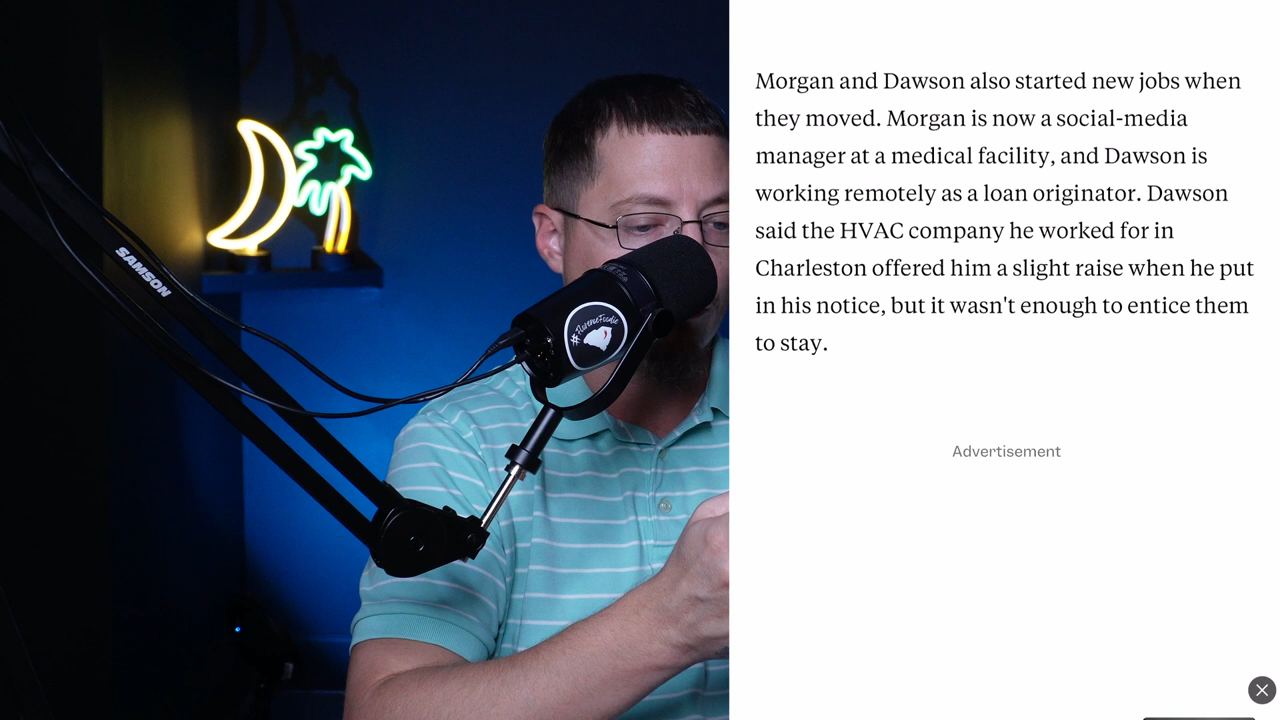 SAMSON
#FlorenceFoodie
Morgan and Dawson also started new jobs when
they moved. Morgan is now a social-media
manager at a medical facility, and Dawson is
working remotely as a loan originator. Dawson
said the HVAC company he worked for in
Charleston offered him a slight raise when he put
in his notice, but it wasn't enough to entice them
to stay.
Advertisement